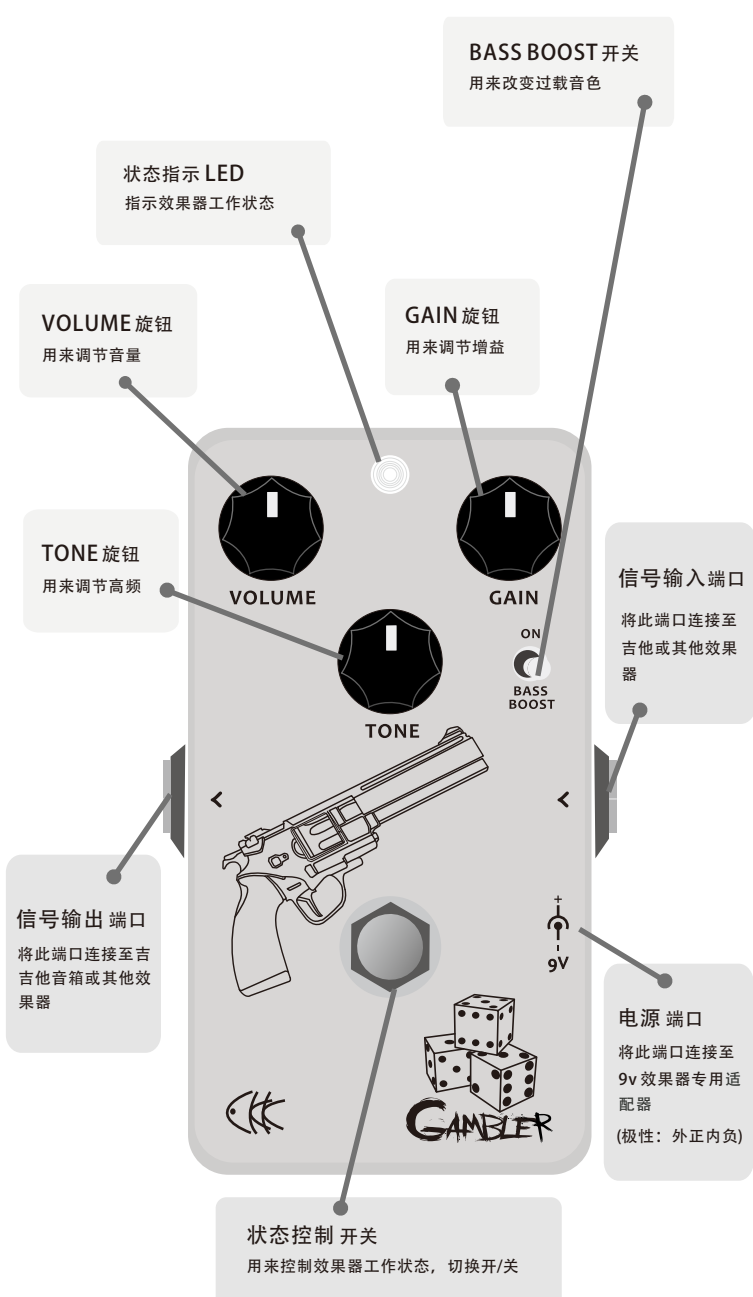 BASS BOOST 开关
用来改变过载音色
状态指示 LED
指示效果器工作状态
VOLUME 旋钮
用来调节音量
GAIN 旋钮
用来调节增益
TONE 旋钮
用来调节高频
VOLUME
GAIN
TONE
ON
BASS
BOOST
信号输入端口
将此端口连接至
吉他或其他效果
器
信号输出 端口
将此端口连接至吉
吉他音箱或其他效
果器
+
-
9V
电源 端口
将此端口连接至
9v 效果器专用适
配器
(极性：外正内负)
GAMBLER
状态控制 开关
用来控制效果器工作状态，切换开/关